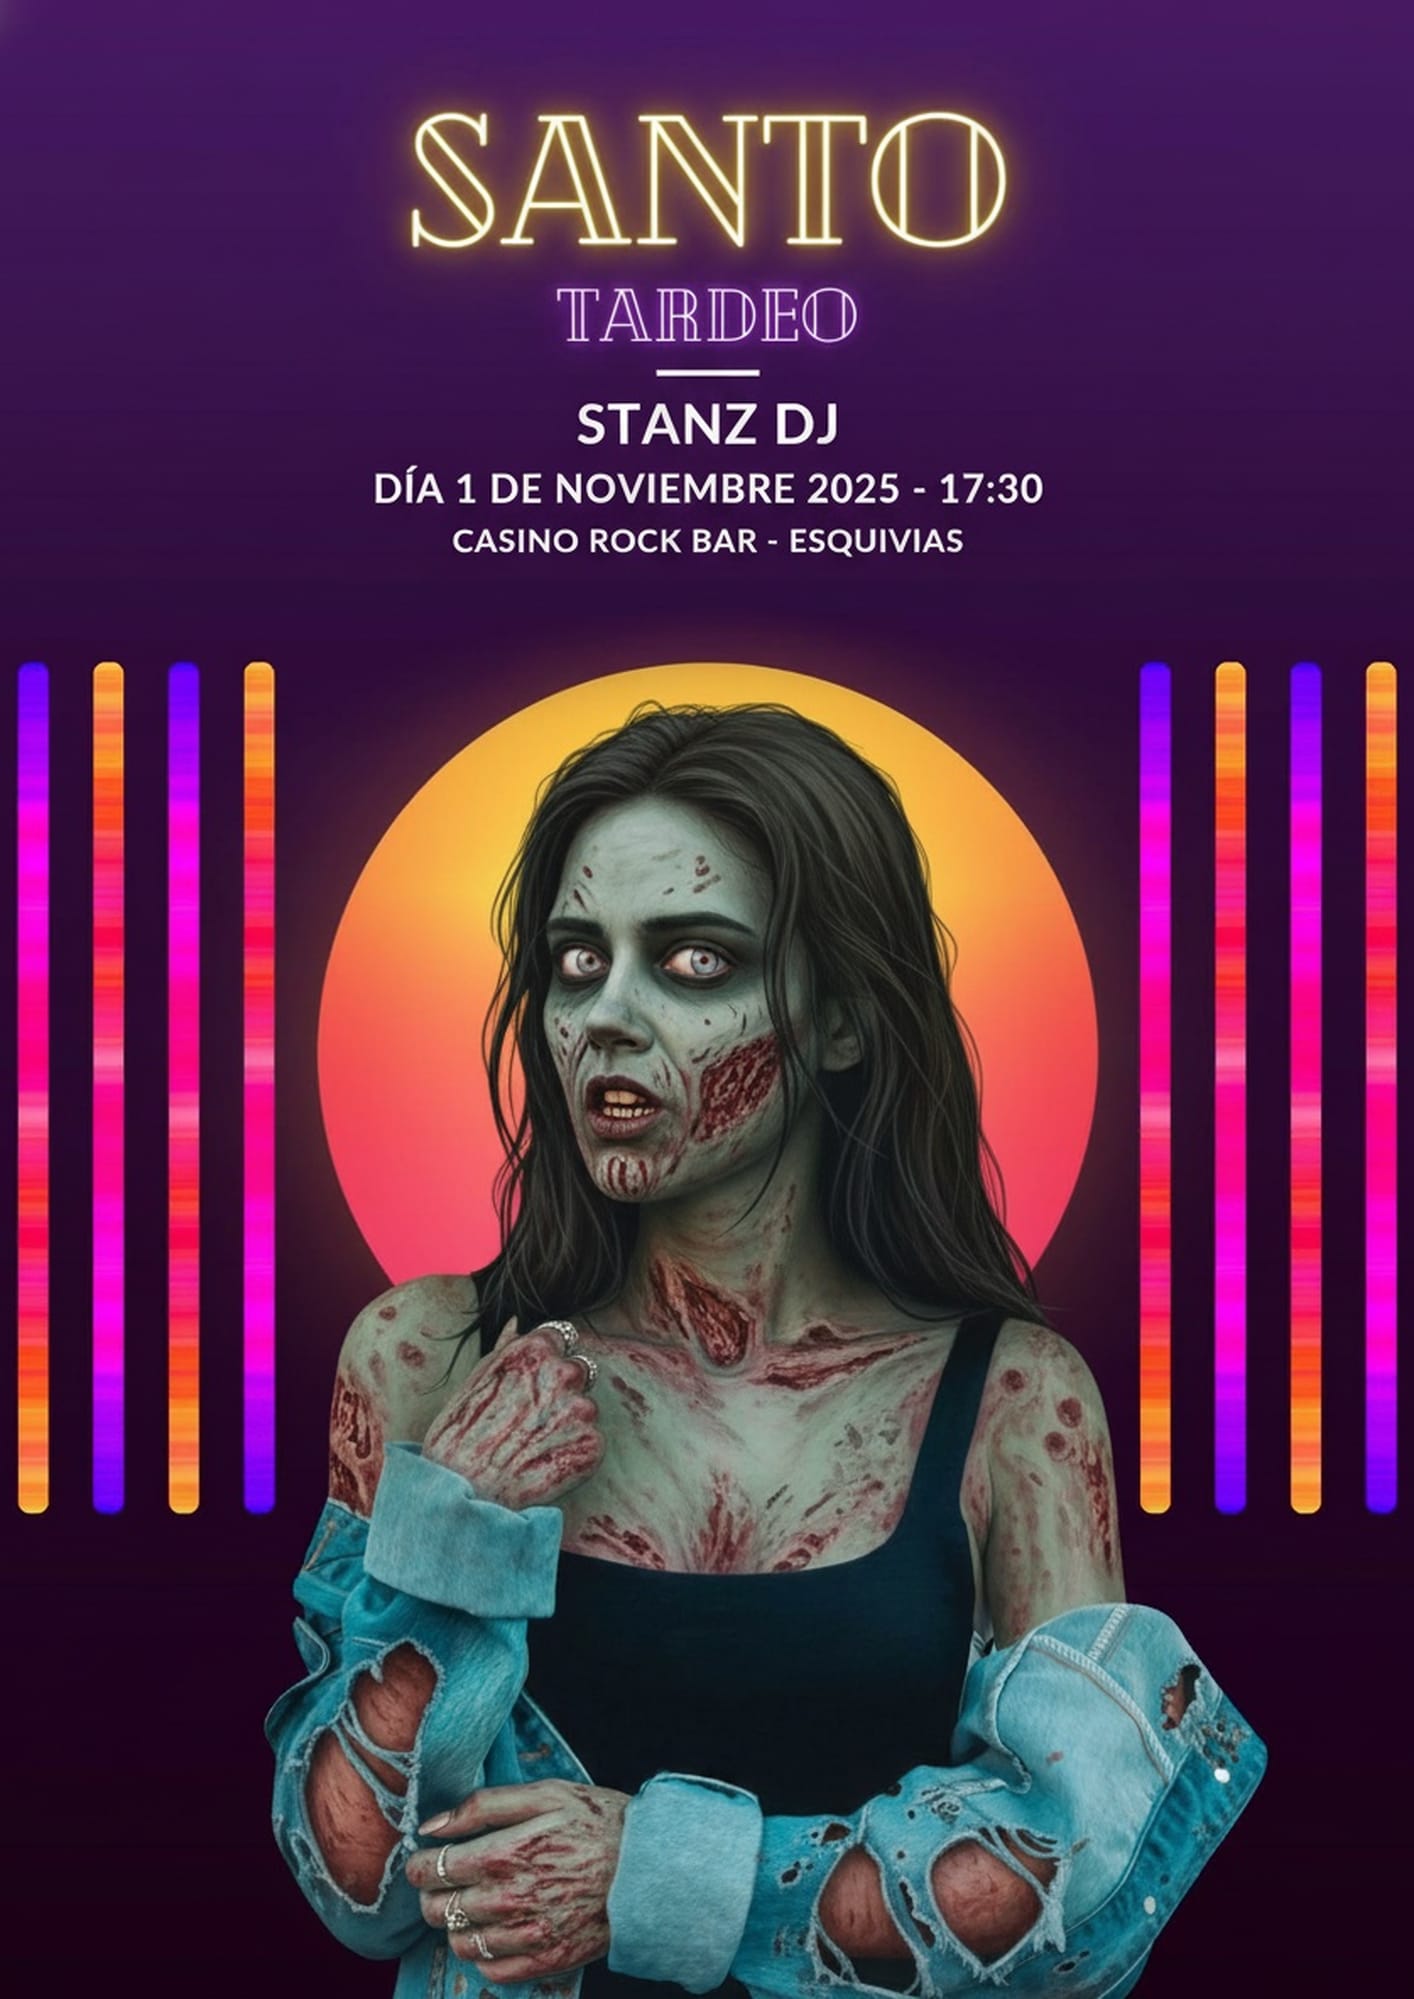 SANTO
TARDEO
STANZ DJ
DÍA 1 DE NOVIEMBRE 2025 - 17:30
CASINO ROCK BAR - ESQUIVIAS